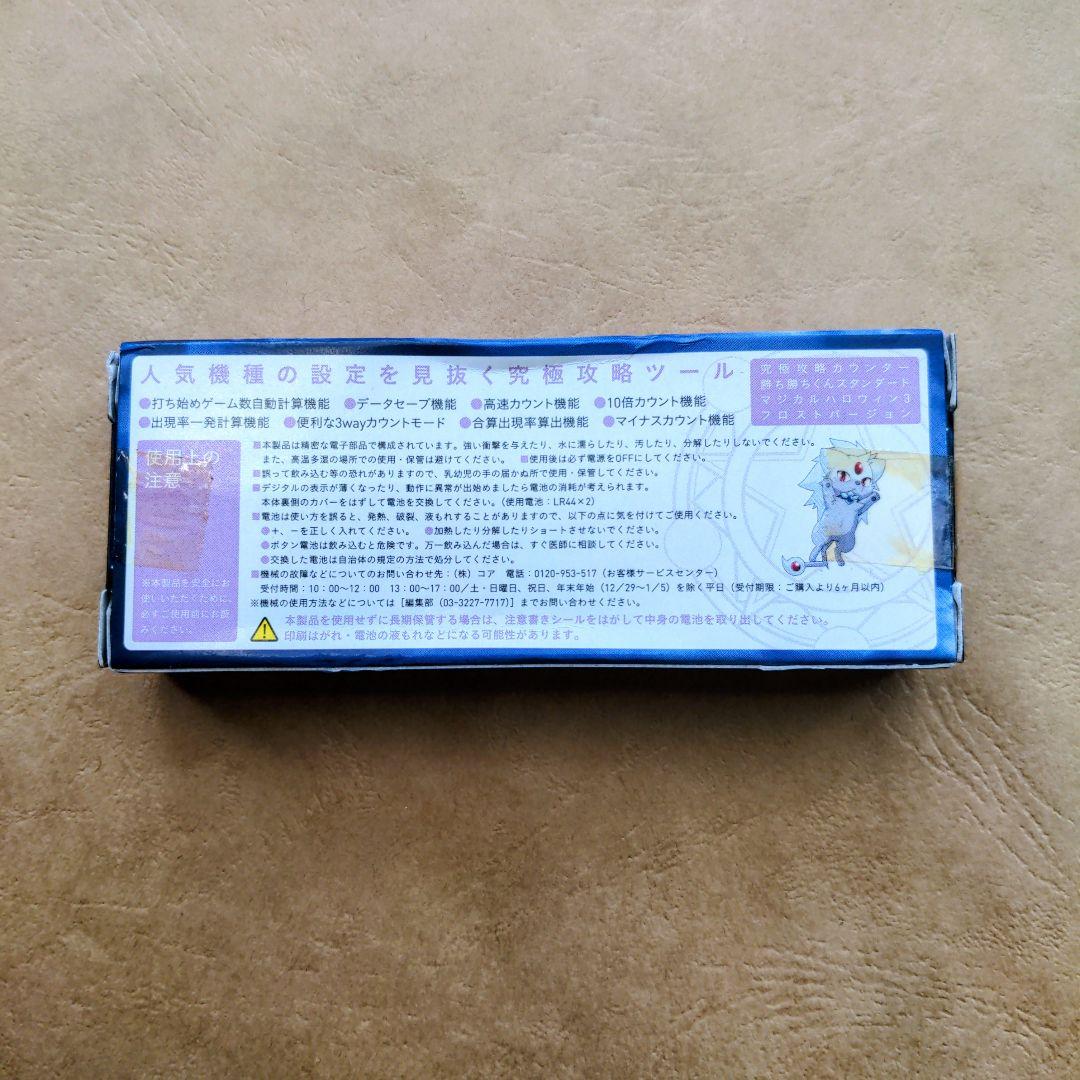 人気機種の設定を見抜く究極攻略ツール
究極攻略カウンター
勝ち勝ちくんスタンダード
マジカルハロウィン3
フロストバージョン
●打ち始めゲーム数自動計算機能 ●データセーブ機能 ●高速カウント機能 ●10倍カウント機能
●出現率一発計算機能 ●便利な3wayカウントモード ●合算出現率算出機能 ●マイナスカウント機能
使用上の
注意
※本製品を安全にお
使いいただくために、
必ずご使用前にお読
みください。
■本製品は精密な電子部品で構成されています。強い衝撃を与えたり、水に濡らしたり、汚したり、分解したりしないでください。
また、高温多湿の場所での使用・保管は避けてください。 ■使用後は必ず電源をOFFにしてください。
■誤って飲み込む等の恐れがありますので、乳幼児の手の届かぬ所で使用・保管してください。
■デジタルの表示が薄くなったり、動作に異常が出始めましたら電池の消耗が考えられます。
本体裏側のカバーをはずして電池を交換してください。(使用電池:LR44×2)
■電池は使い方を誤ると、発熱、破裂、液もれすることがありますので、以下の点に気を付けてご使用ください。
●+、−を正しく入れてください。 ●加熱したり分解したりショートさせないでください。
●ボタン電池は飲み込むと危険です。万一飲み込んだ場合は、すぐ医師に相談してください。
●交換した電池は自治体の規定の方法で処分してください。
■機械の故障などについてのお問い合わせ先:(株)コア 電話:0120-953-517(お客様サービスセンター)
受付時間:10:00〜12:00 13:00〜17:00/土・日曜日、祝日、年末年始(12/29〜1/5)を除く平日(受付期限:ご購入より6ヶ月以内)
※機械の使用方法などについては[編集部(03-3227-7717)]までお問い合わせください。
本製品を使用せずに長期保管する場合は、注意書きシールをはがして中身の電池を取り出してください。
印刷はがれ・電池の液もれなどになる可能性があります。